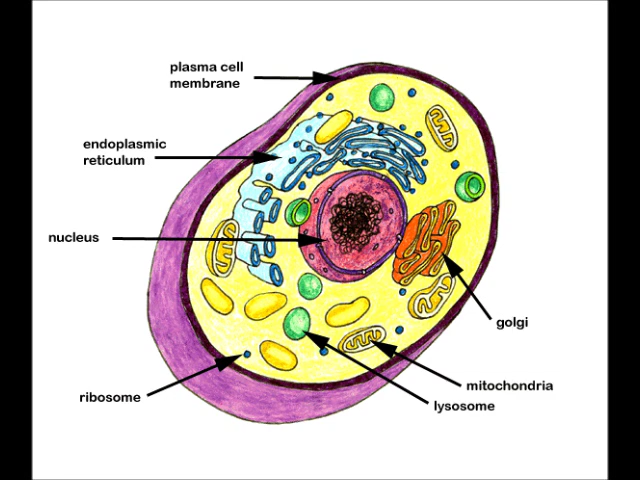 plasma cell
membrane
endoplasmic
reticulum
nucleus
golgi
mitochondria
lysosome
ribosome